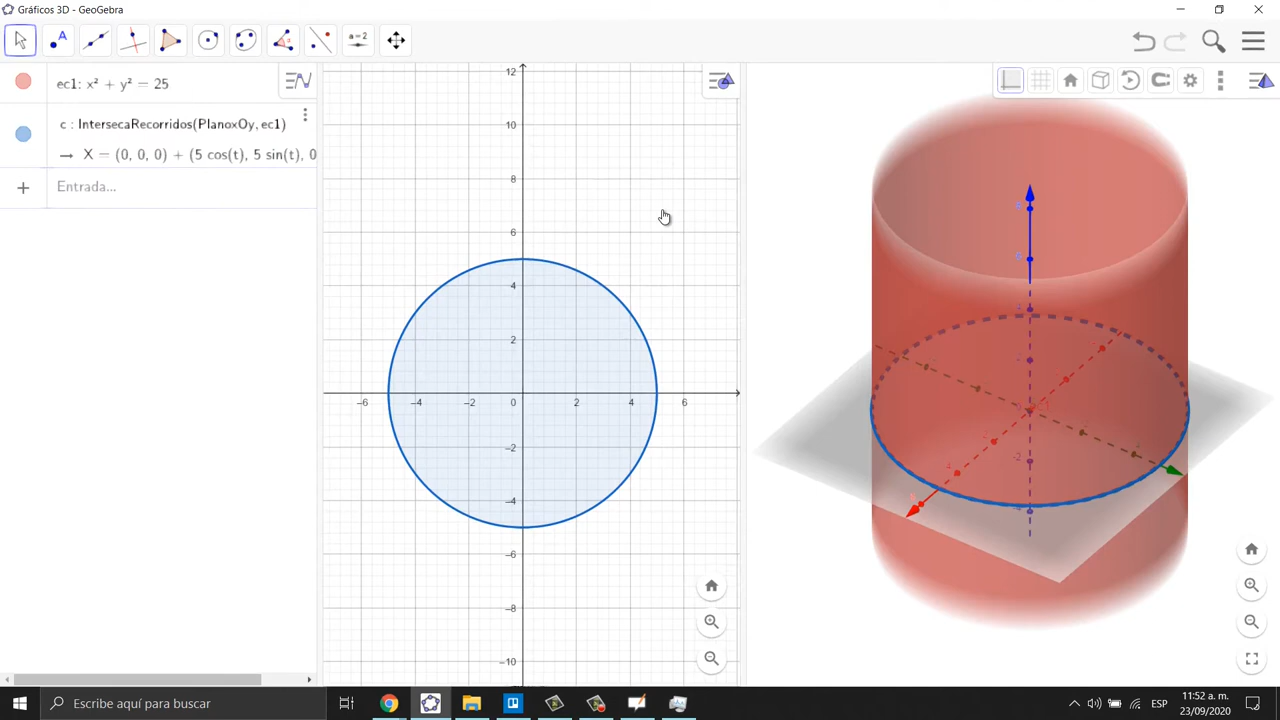 Gráficos 3D - GeoGebra
A
a = 2
ec1: x² + y² = 25
c : IntersecaRecorridos(PlanoxOy, ec1)
→ X = (0, 0, 0) + (5 cos(t), 5 sin(t), 0
+ Entrada...
12
10
8
6
4
2
−6 −4 −2 0 2 4 6
−2
−4
−6
−8
−10
-2
Escribe aquí para buscar
ESP
11:52 a. m.
23/09/2020